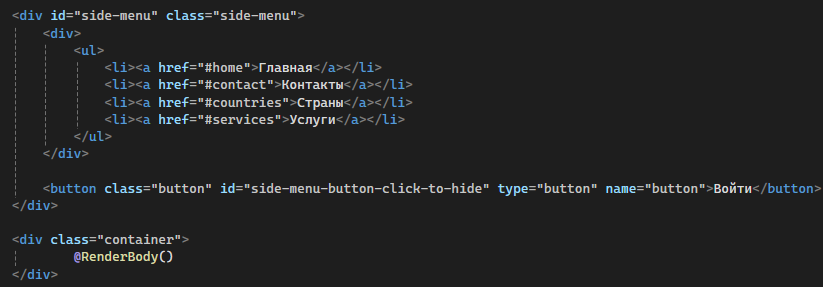 <div id="side-menu" class="side-menu">
    <div>
        <ul>
            <li><a href="#home">Главная</a></li>
            <li><a href="#contact">Контакты</a></li>
            <li><a href="#countries">Страны</a></li>
            <li><a href="#services">Услуги</a></li>
        </ul>
    </div>

    <button class="button" id="side-menu-button-click-to-hide" type="button" name="button">Войти</button>
</div>

<div class="container">
        @RenderBody()
</div>